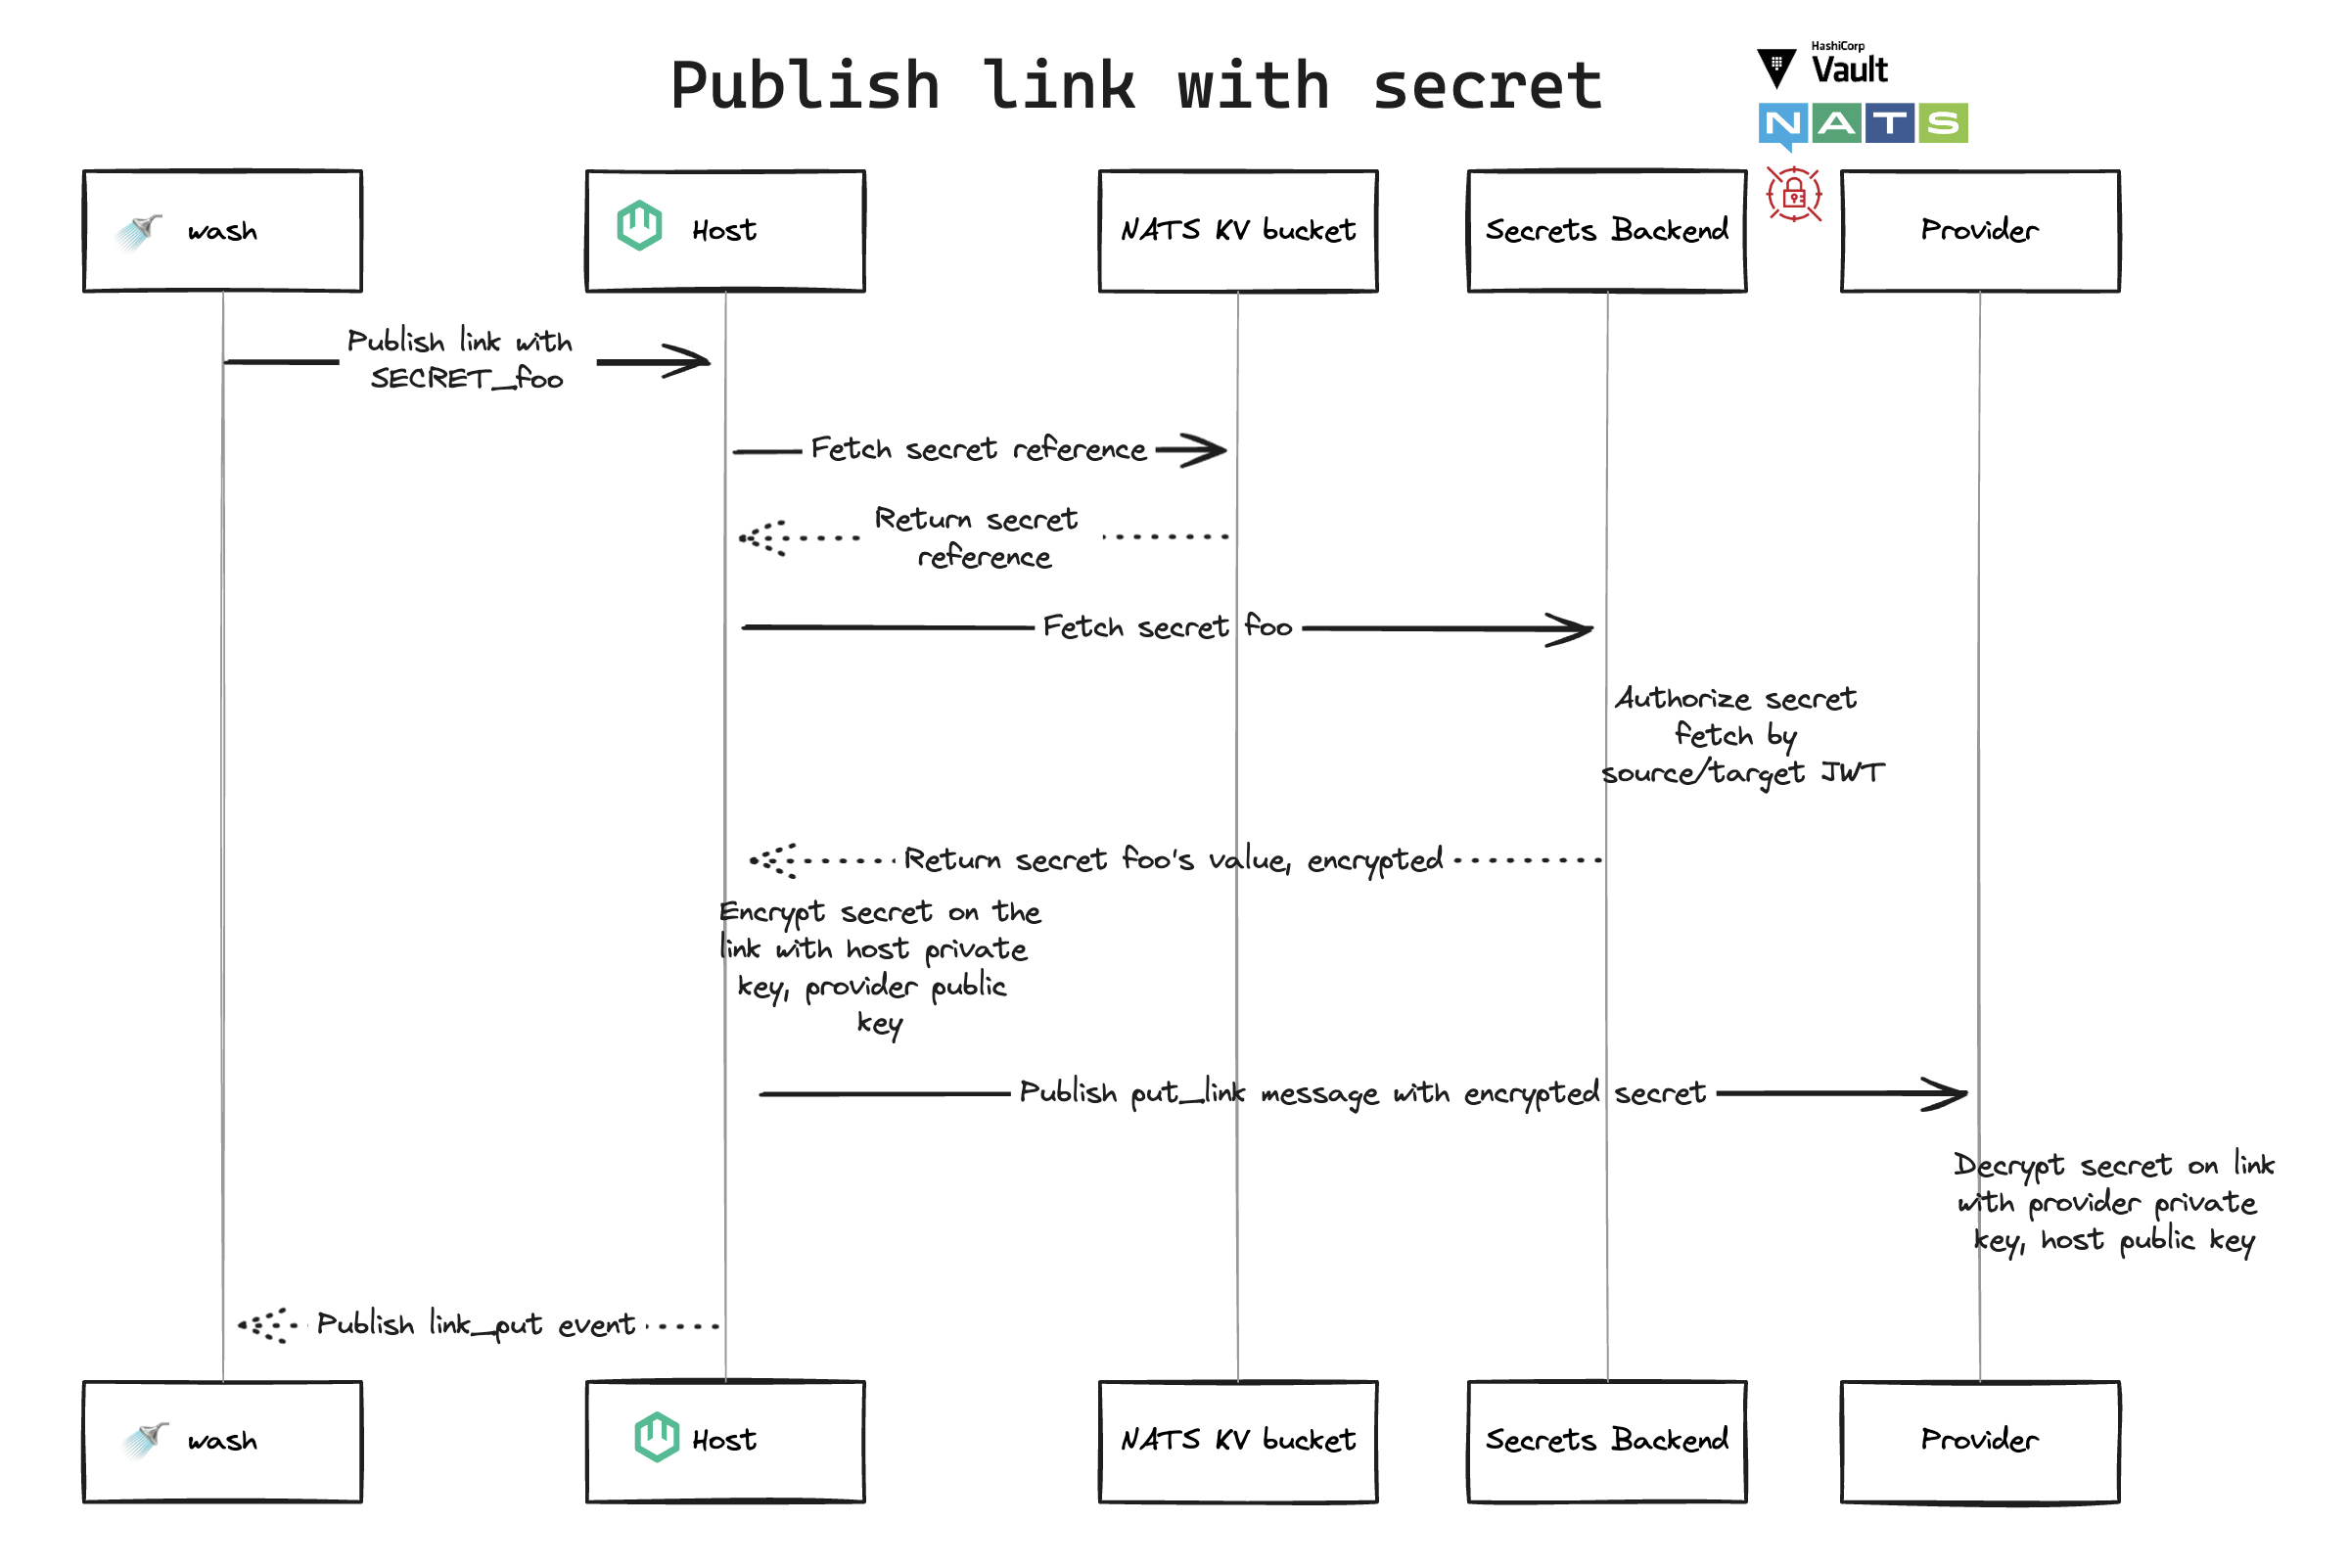 Publish link with secret
HashiCorp
Vault
NATS
wash
Host
NATS KV bucket
Secrets Backend
Provider
Publish link with
SECRET_foo
Fetch secret reference
Return secret
reference
Fetch secret foo
Authorize secret
fetch by
source/target JWT
Return secret foo's value, encrypted
Encrypt secret on the
link with host private
key, provider public
key
Publish put_link message with encrypted secret
Decrypt secret on link
with provider private
key, host public key
Publish link_put event
wash
Host
NATS KV bucket
Secrets Backend
Provider